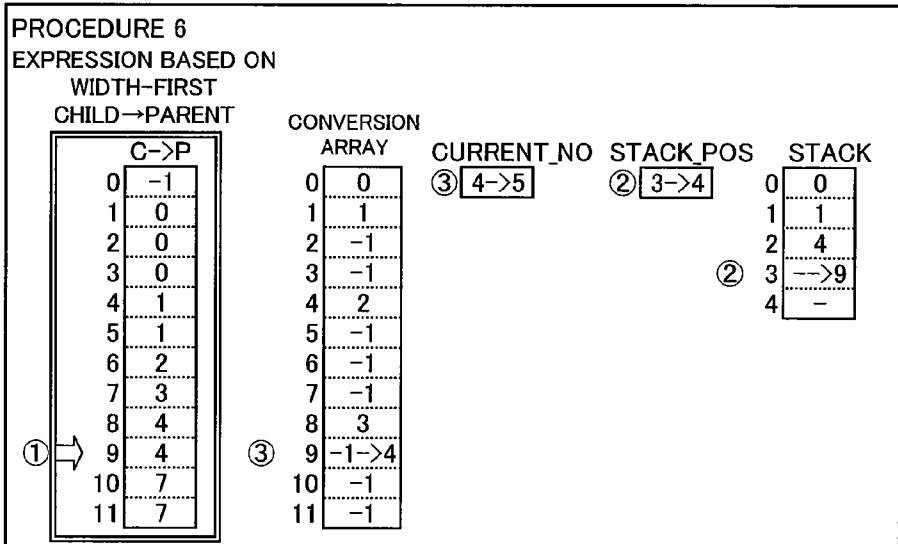 PROCEDURE 6
EXPRESSION BASED ON
WIDTH-FIRST
CHILD→PARENT
CONVERSION
ARRAY
CURRENT_NO STACK_POS STACK
C->P
③ 4->5 ② 3->4
0 -1 0 0 0 0
1 0 1 1 1 1
2 0 2 -1 2 4
3 0 3 -1 ② 3 -->9
4 1 4 2 4 -
5 1 5 -1
6 2 6 -1
7 3 7 -1
8 4 8 3
① 9 4 ③ 9 -1->4
10 7 10 -1
11 7 11 -1